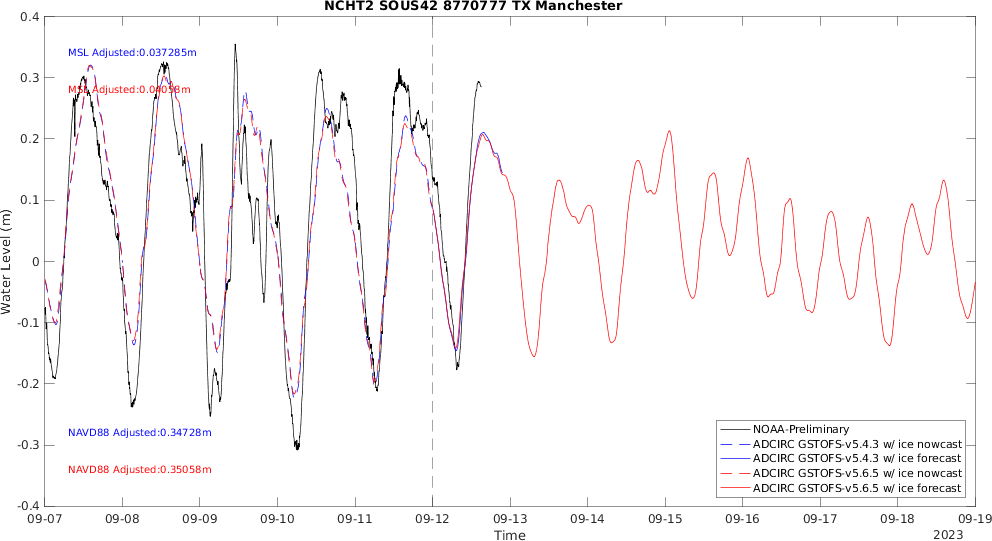 NCHT2 SOUS42 8770777 TX Manchester
0.4
0.3
0.2
0.1
0
-0.1
-0.2
-0.3
-0.4
Water Level (m)
MSL Adjusted:0.037285m
MSL Adjusted:0.04058m
NAVD88 Adjusted:0.34728m
NAVD88 Adjusted:0.35058m
NOAA-Preliminary
ADCIRC GSTOFS-v5.4.3 w/ ice nowcast
ADCIRC GSTOFS-v5.4.3 w/ ice forecast
ADCIRC GSTOFS-v5.6.5 w/ ice nowcast
ADCIRC GSTOFS-v5.6.5 w/ ice forecast
09-07 09-08 09-09 09-10 09-11 09-12 09-13 09-14 09-15 09-16 09-17 09-18 09-19
Time
2023